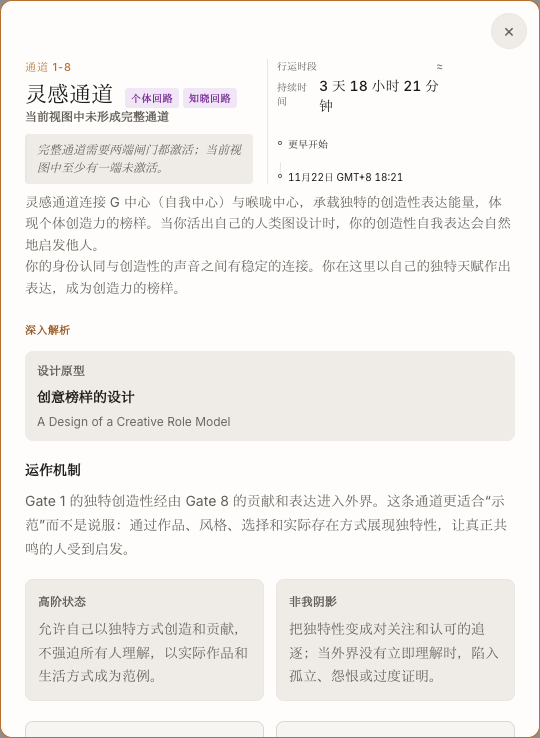 通道 1-8
灵感通道
个体回路
知晓回路
当前视图中未形成完整通道
完整通道需要两端闸门都激活；当前视
图中至少有一端未激活。
行运时段
≈
持续时
间
3 天 18 小时 21 分
钟
更早开始
11月22日 GMT+8 18:21
灵感通道连接 G 中心（自我中心）与喉咙中心，承载独特的创造性表达能量，体
现个体创造力的榜样。当你活出自己的人类图设计时，你的创造性自我表达会自然
地启发他人。
你的身份认同与创造性的声音之间有稳定的连接。你在这里以自己的独特天赋作出
表达，成为创造力的榜样。
深入解析
设计原型
创意榜样的设计
A Design of a Creative Role Model
运作机制
Gate 1 的独特创造性经由 Gate 8 的贡献和表达进入外界。这条通道更适合“示
范”而不是说服：通过作品、风格、选择和实际存在方式展现独特性，让真正共
鸣的人受到启发。
高阶状态
允许自己以独特方式创造和贡献，
不强迫所有人理解，以实际作品和
生活方式成为范例。
非我阴影
把独特性变成对关注和认可的追
逐；当外界没有立即理解时，陷入
孤立、怨恨或过度证明。